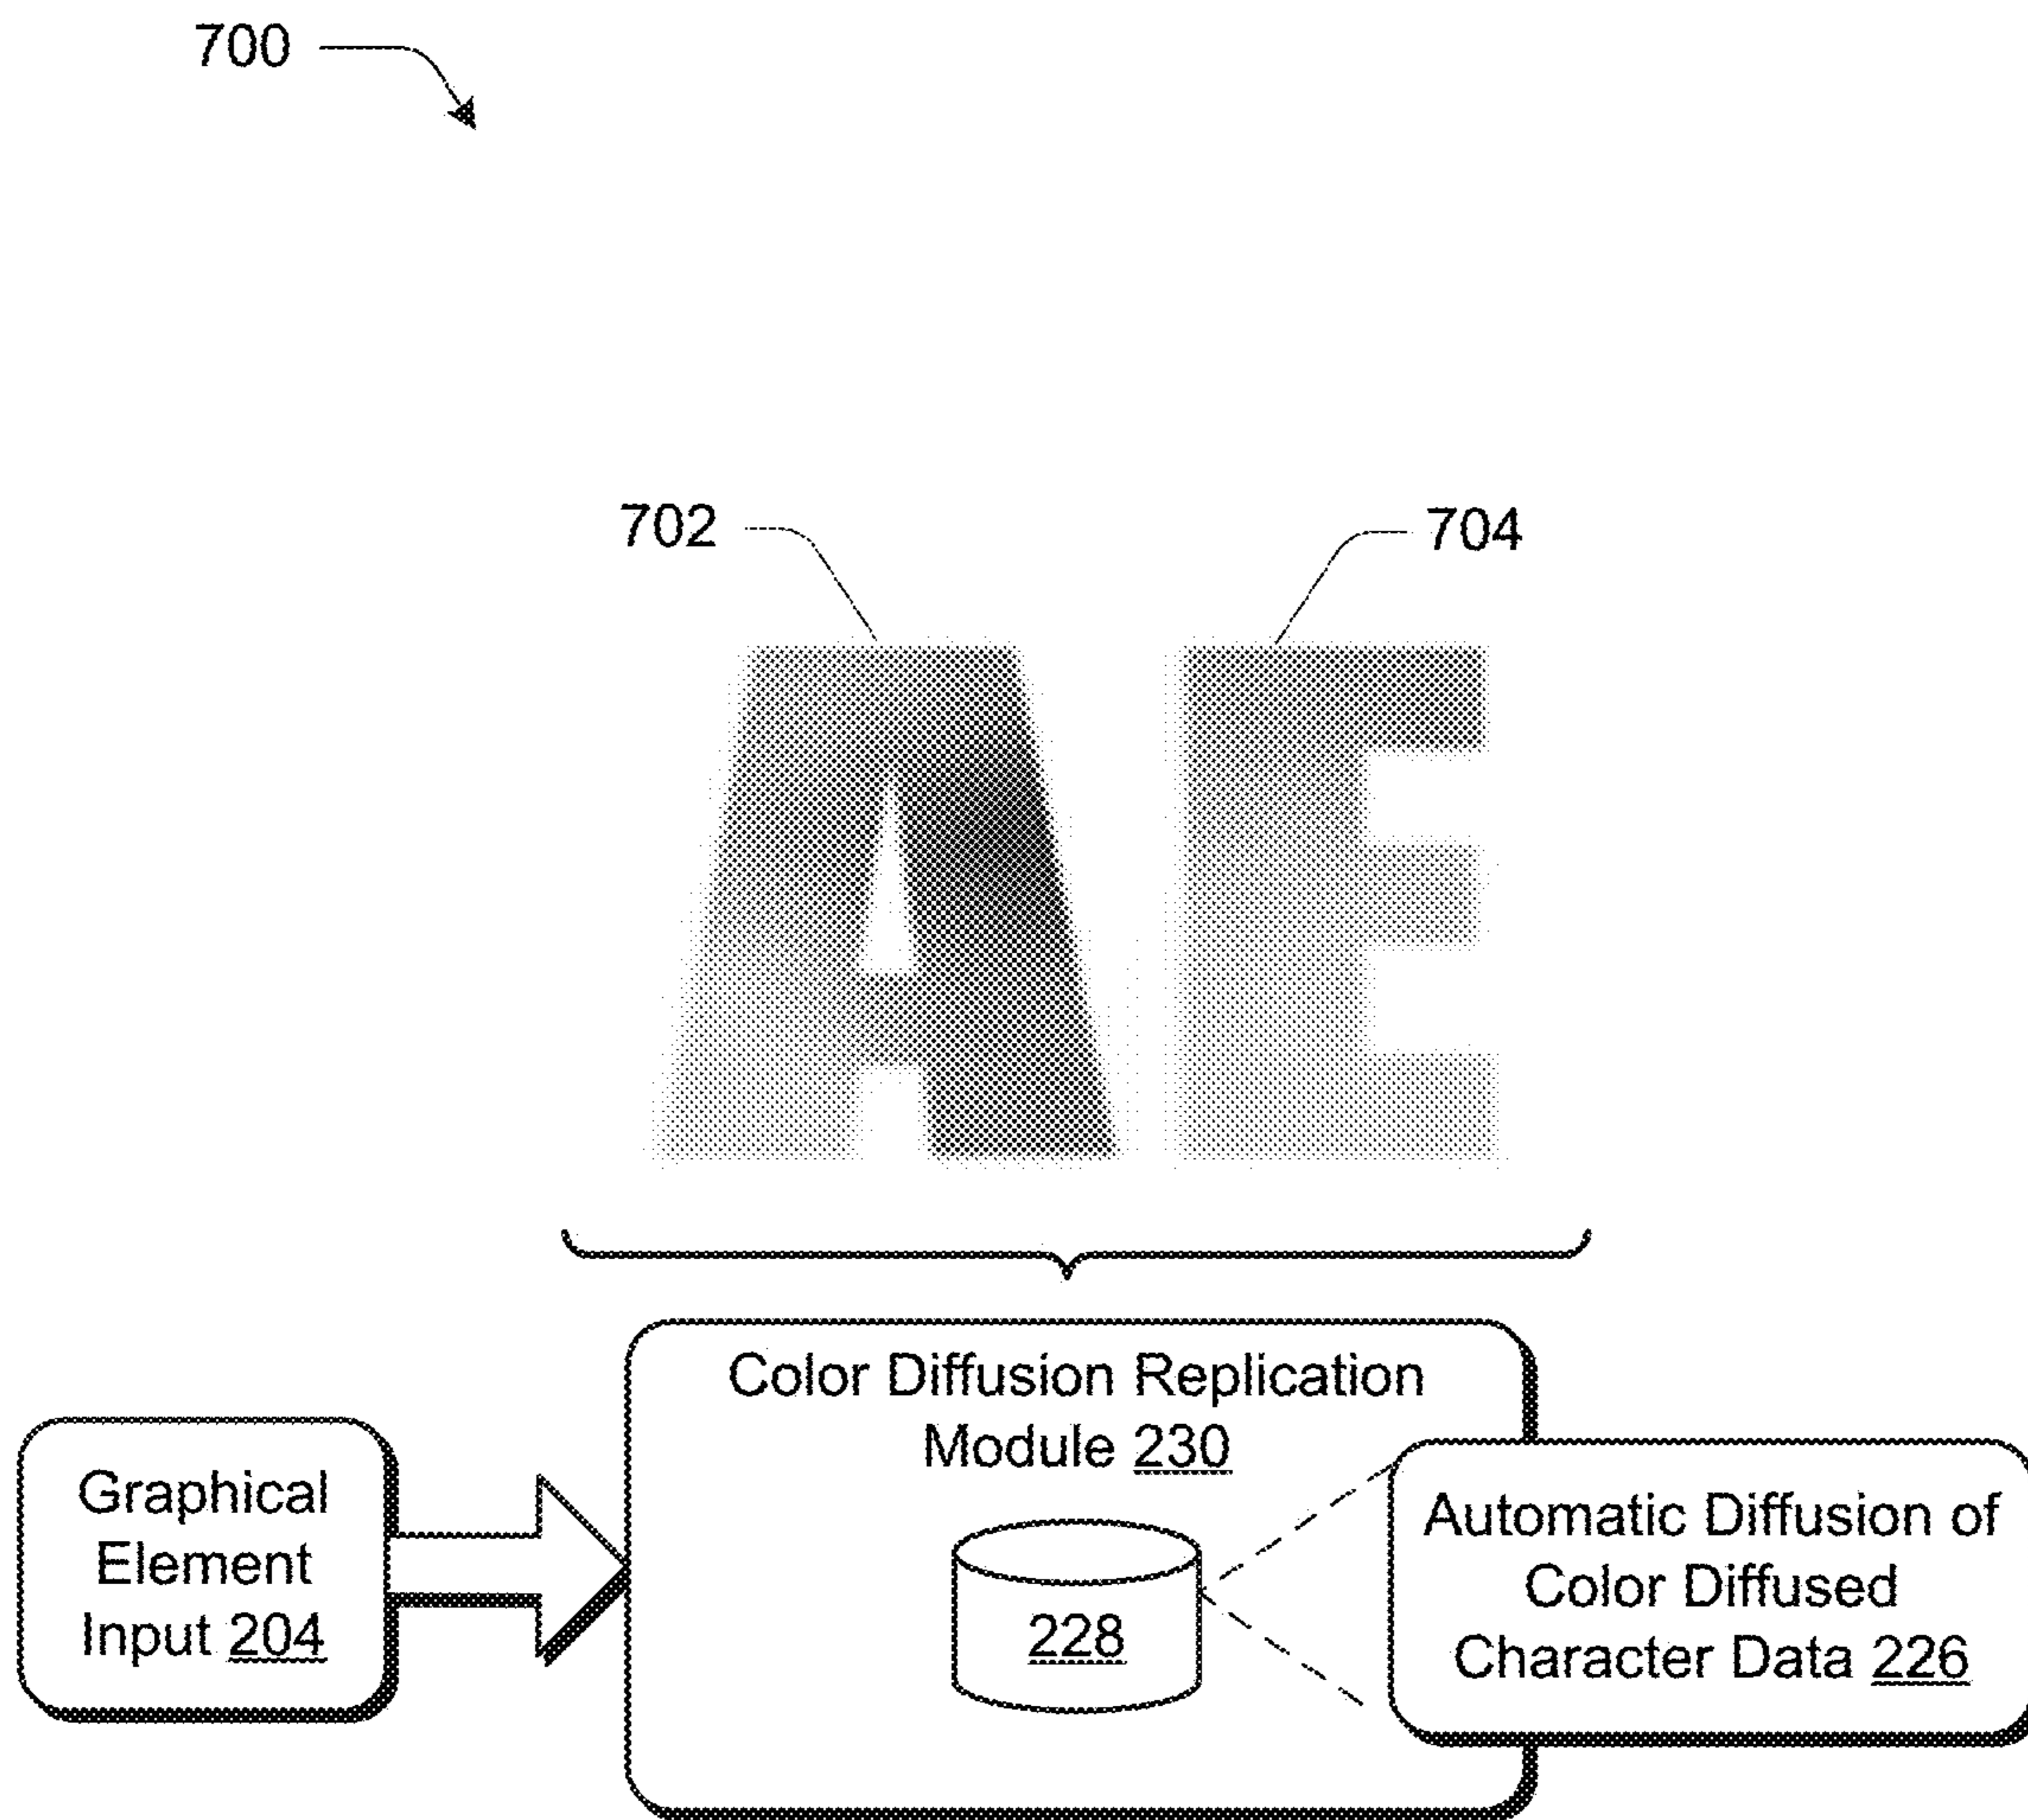 700
702
704
AE
Color Diffusion Replication
Module 230
Graphical
Element
Input 204
228
Automatic Diffusion of
Color Diffused
Character Data 226